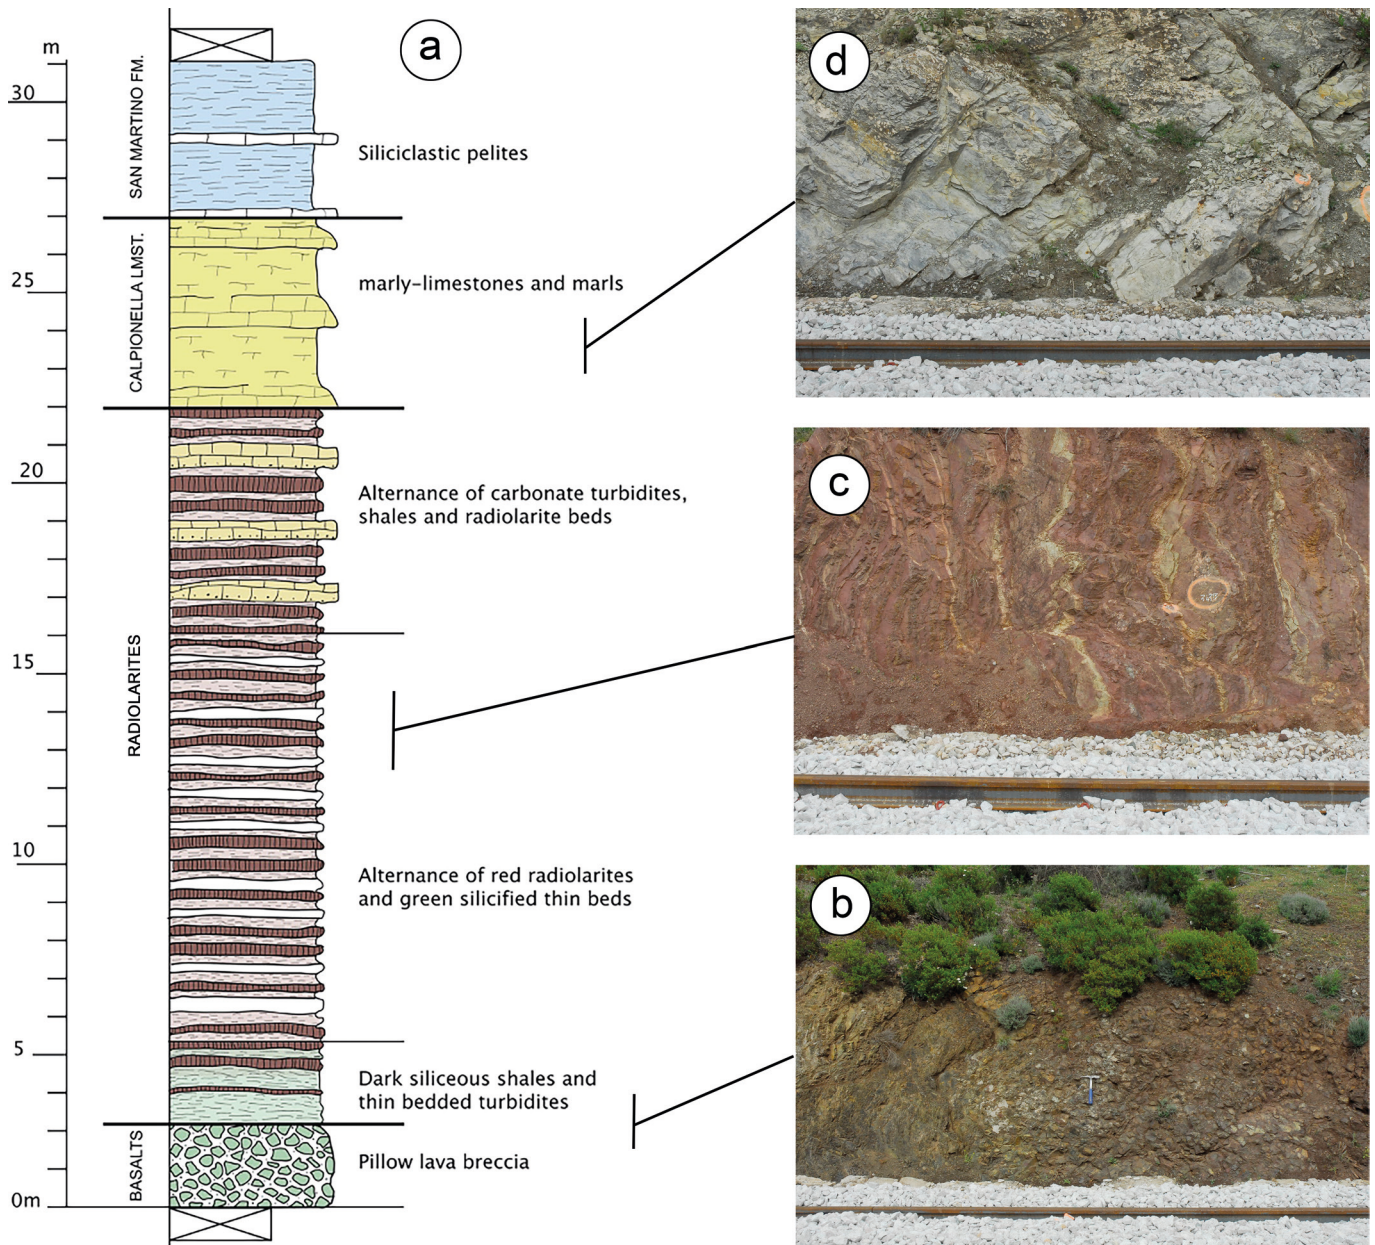 a
m
30
25
20
15
10
5
0m
SAN MARTINO FM.
CALPIONELLA LMST.
RADIOLARITES
BASALTS
Siliciclastic pelites
marly-limestones and marls
Alternance of carbonate turbidites,
shales and radiolarite beds
Alternance of red radiolarites
and green silicified thin beds
Dark siliceous shales and
thin bedded turbidites
Pillow lava breccia
d
c
b